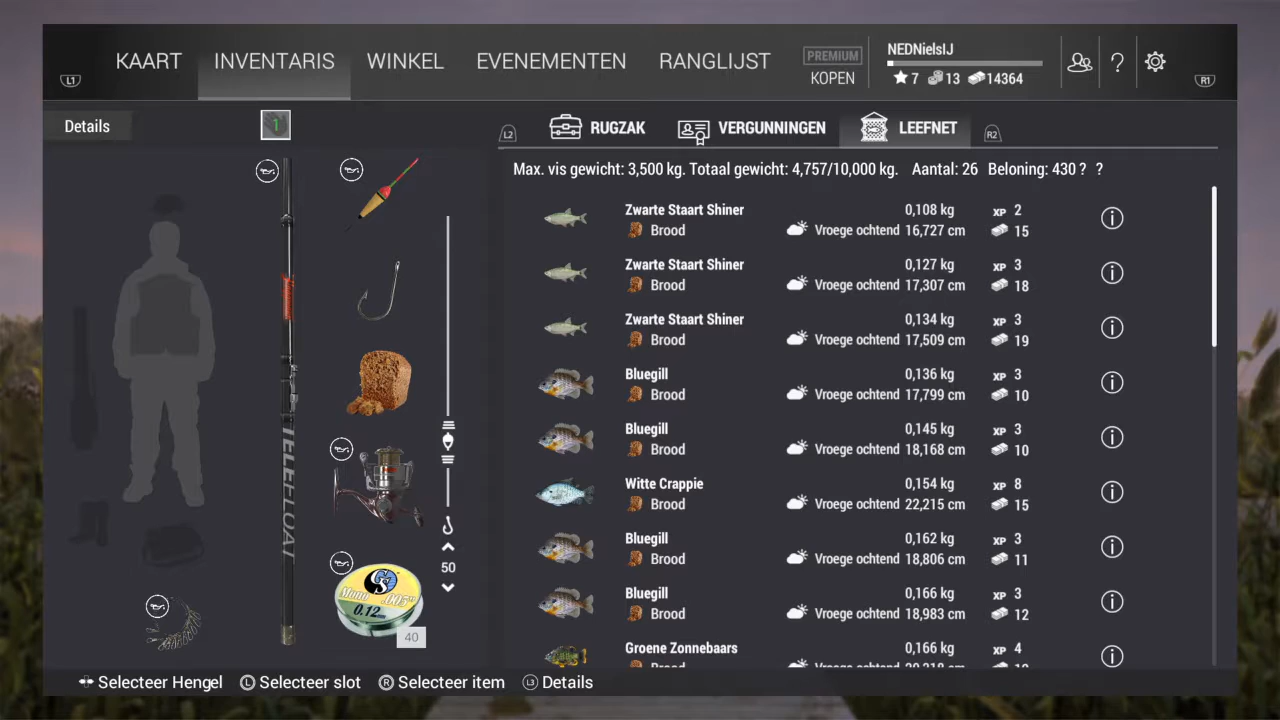 KAART
INVENTARIS
WINKEL
EVENEMENTEN
RANGLIJST
PREMIUM
KOPEN
NEDNielsIJ
7
13
14364
?
L1
R1
Details
1
L2
RUGZAK
VERGUNNINGEN
LEEFNET
R2
Max. vis gewicht: 3,500 kg. Totaal gewicht: 4,757/10,000 kg. Aantal: 26 Beloning: 430 ? ?
Zwarte Staart Shiner 0,108 kg XP 2
Brood Vroege ochtend 16,727 cm 15
Zwarte Staart Shiner 0,127 kg XP 3
Brood Vroege ochtend 17,307 cm 18
Zwarte Staart Shiner 0,134 kg XP 3
Brood Vroege ochtend 17,509 cm 19
Bluegill 0,136 kg XP 3
Brood Vroege ochtend 17,799 cm 10
Bluegill 0,145 kg XP 3
Brood Vroege ochtend 18,168 cm 10
Witte Crappie 0,154 kg XP 8
Brood Vroege ochtend 22,215 cm 15
Bluegill 0,162 kg XP 3
Brood Vroege ochtend 18,806 cm 11
Bluegill 0,166 kg XP 3
Brood Vroege ochtend 18,983 cm 12
Groene Zonnebaars 0,166 kg XP 4
Brood Vroege ochtend
TELEFLOAT
Mono .005"
0.12
40
50
Selecteer Hengel
L Selecteer slot
R Selecteer item
L3 Details